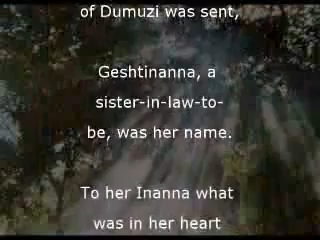 of Dumuzi was sent,
Geshtinanna, a
sister-in-law-to-
be, was her name.
To her Inanna what
was in her heart